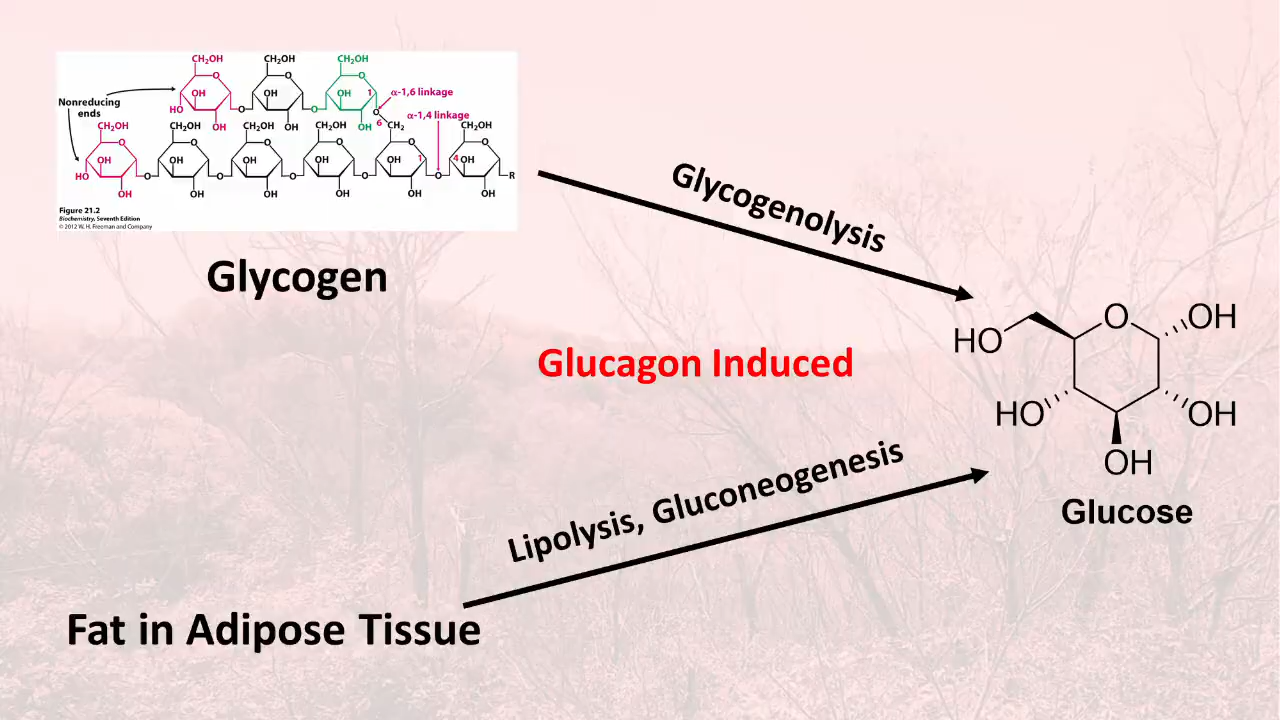 CH₂OH CH₂OH CH₂OH
O O O
Nonreducing
ends
OH OH OH 1 α-1,6 linkage
HO O O O
OH OH OH 6 CH₂ α-1,4 linkage
CH₂OH CH₂OH CH₂OH CH₂OH CH₂OH
O O O O O O
OH OH OH OH OH 1 4 OH
HO O O O O O R
OH OH OH OH OH OH
Figure 21.2
Biochemistry, Seventh Edition
© 2012 W. H. Freeman and Company
Glycogen
Glycogenolysis
Glucagon Induced
O OH
HO
HO OH
OH
Glucose
Lipolysis, Gluconeogenesis
Fat in Adipose Tissue